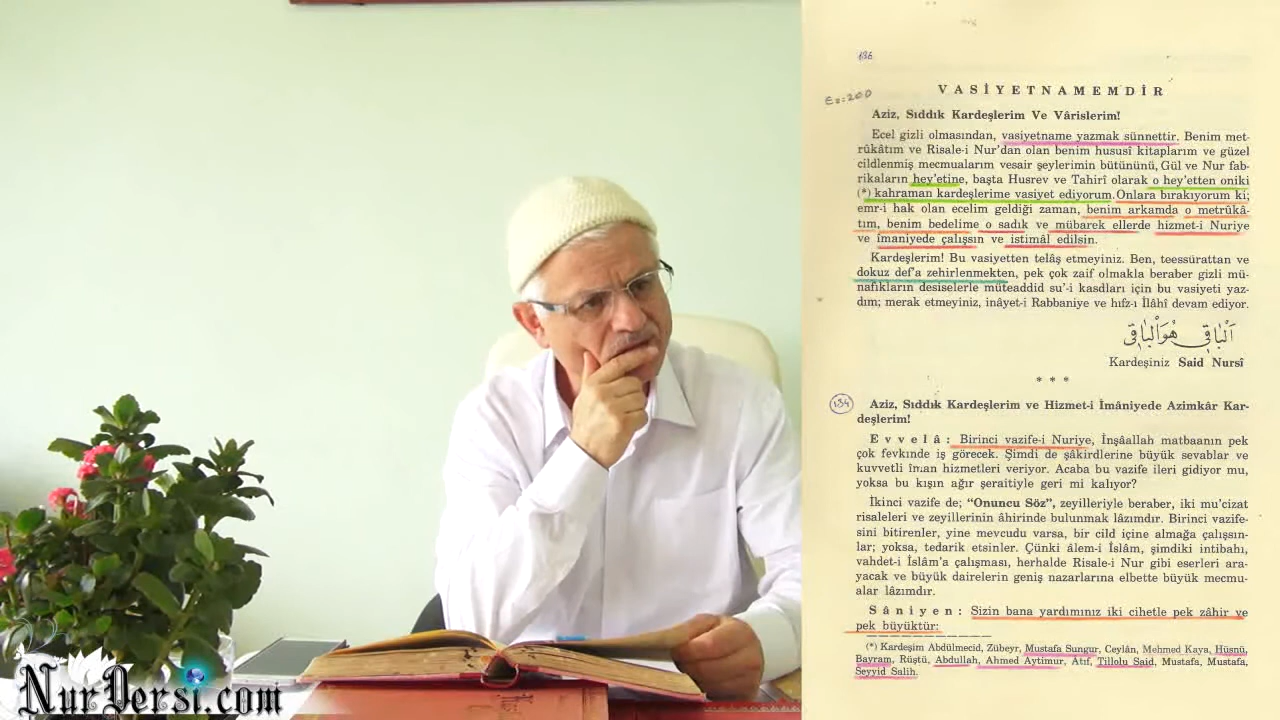 136
Es:200
VASİYETNAMEMDİR
Aziz, Sıddık Kardeşlerim Ve Vârislerim!
Ecel gizli olmasından, vasiyetname yazmak sünnettir. Benim met-
rûkâtım ve Risale-i Nur'dan olan benim hususî kitaplarım ve güzel
cildlenmiş mecmualarım vesair şeylerimin bütününü, Gül ve Nur fab-
rikaların hey'etine, başta Husrev ve Tahirî olarak o hey'etten oniki
(*) kahraman kardeşlerime vasiyet ediyorum. Onlara bırakıyorum ki;
emr-i hak olan ecelim geldiği zaman, benim arkamda o metrûkâ-
tım, benim bedelime o sadık ve mübarek ellerde hizmet-i Nuriye
ve imaniyede çalışsın ve istimâl edilsin.
Kardeşlerim! Bu vasiyetten telâş etmeyiniz. Ben, teessürattan ve
dokuz def'a zehirlenmekten, pek çok zaif olmakla beraber gizli mü-
nafıkların desiselerle müteaddid su'-i kasdları için bu vasiyeti yaz-
dım; merak etmeyiniz, inâyet-i Rabbaniye ve hıfz-ı İlâhî devam ediyor.
اَلْبَاقِى هُوَ الْبَاقِى
Kardeşiniz Said Nursî
* * *
134
Aziz, Sıddık Kardeşlerim ve Hizmet-i İmâniyede Azimkâr Kar-
deşlerim!
Evvelâ: Birinci vazife-i Nuriye, İnşâallah matbaanın pek
çok fevkınde iş görecek. Şimdi de şâkirdlerine büyük sevablar ve
kuvvetli îman hizmetleri veriyor. Acaba bu vazife ileri gidiyor mu,
yoksa bu kışın ağır şeraitiyle geri mi kalıyor?
İkinci vazife de; "Onuncu Söz", zeyilleriyle beraber, iki mu'cizat
risaleleri ve zeyillerinin âhirinde bulunmak lâzımdır. Birinci vazife-
sini bitirenler, yine mevcudu varsa, bir cild içine almağa çalışsın-
lar; yoksa, tedarik etsinler. Çünki âlem-i İslâm, şimdiki intibahı,
vahdet-i İslâm'a çalışması, herhalde Risale-i Nur gibi eserleri ara-
yacak ve büyük dairelerin geniş nazarlarına elbette büyük mecmu-
alar lâzımdır.
Sâniyen: Sizin bana yardımınız iki cihetle pek zâhir ve
pek büyüktür:
(*) Kardeşim Abdülmecid, Zübeyr, Mustafa Sungur, Ceylân, Mehmed Kaya, Hüsnü,
Bayram, Rüştü, Abdullah, Ahmed Aytimur, Âtıf, Tillolu Said, Mustafa, Mustafa,
Seyyid Salih.
NurDersi.com